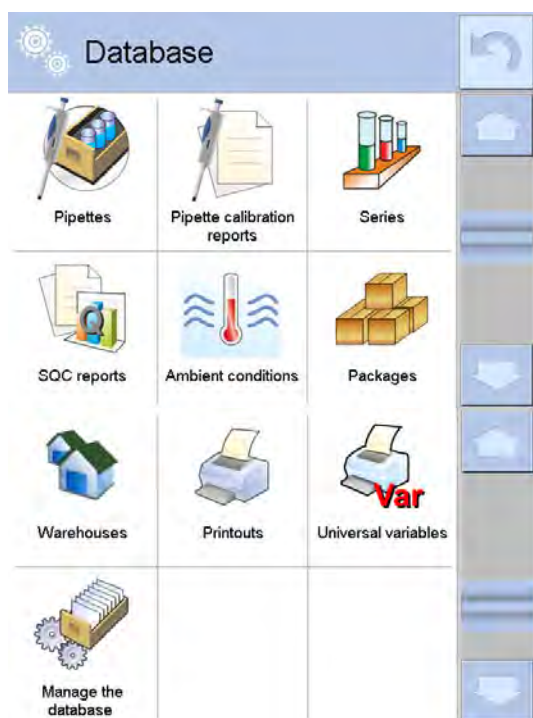 Database
Pipettes
Pipette calibration
reports
Series
Q
SQC reports
Ambient conditions
Packages
Warehouses
Printouts
Var
Universal variables
Manage the
database